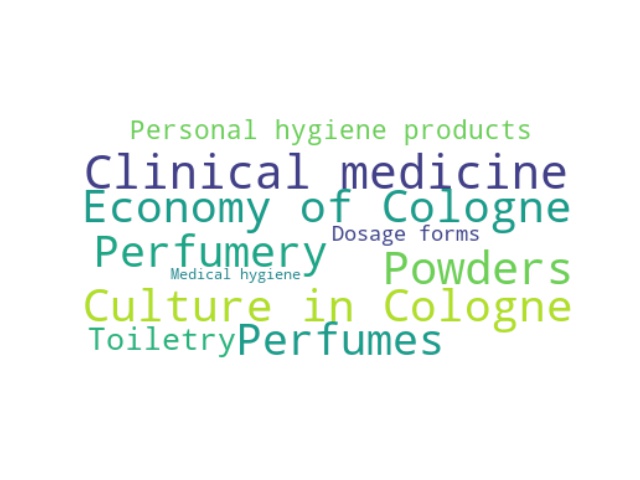 Personal hygiene products
Clinical medicine
Economy of Cologne
Dosage forms
Perfumery
Medical hygiene
Powders
Culture in Cologne
Toiletry
Perfumes